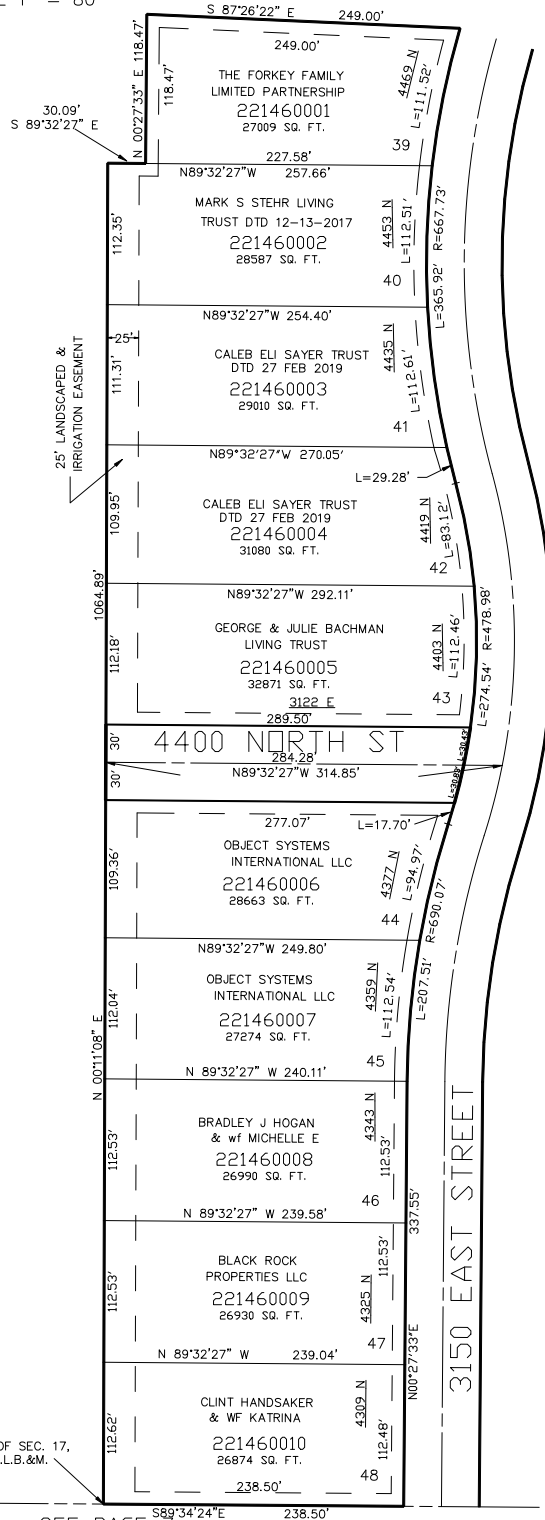 S 87°26'22" E 249.00'
249.00'
N 00°27'33" E 118.47'
118.47'
30.09'
S 89°32'27" E
THE FORKEY FAMILY
LIMITED PARTNERSHIP
221460001
27009 SQ. FT.
4469 N
L=111.52'
39
227.58'
N89°32'27"W 257.66'
112.35'
MARK S STEHR LIVING
TRUST DTD 12-13-2017
221460002
28587 SQ. FT.
4453 N
L=112.51'
40
L=365.92' R=667.73'
N89°32'27"W 254.40'
25'
111.31'
25' LANDSCAPED &
IRRIGATION EASEMENT
CALEB ELI SAYER TRUST
DTD 27 FEB 2019
221460003
29010 SQ. FT.
4435 N
L=112.61'
41
N89°32'27"W 270.05'
L=29.28'
109.95'
CALEB ELI SAYER TRUST
DTD 27 FEB 2019
221460004
31080 SQ. FT.
4419 N
L=83.12'
42
1064.89'
N89°32'27"W 292.11'
112.18'
GEORGE & JULIE BACHMAN
LIVING TRUST
221460005
32871 SQ. FT.
4403 N
L=112.46'
43
L=274.54' R=478.98'
3122 E
289.50'
30'
4400 NORTH ST
L=30.43'
284.28'
30'
N89°32'27"W 314.85'
L=30.89'
277.07'
L=17.70'
109.36'
OBJECT SYSTEMS
INTERNATIONAL LLC
221460006
28663 SQ. FT.
4377 N
L=94.97'
44
L=207.51' R=690.07'
N89°32'27"W 249.80'
112.04'
OBJECT SYSTEMS
INTERNATIONAL LLC
221460007
27274 SQ. FT.
4359 N
L=112.54'
45
N 00°11'08" E
N 89°32'27" W 240.11'
112.53'
BRADLEY J HOGAN
& wf MICHELLE E
221460008
26990 SQ. FT.
4343 N
112.53'
46
337.55'
3150 EAST STREET
N 89°32'27" W 239.58'
112.53'
BLACK ROCK
PROPERTIES LLC
221460009
26930 SQ. FT.
4325 N
112.53'
47
N00°27'33"E
N 89°32'27" W 239.04'
112.62'
CLINT HANDSAKER
& WF KATRINA
221460010
26874 SQ. FT.
4309 N
112.48'
48
OF SEC. 17,
.L.B.&M.
238.50'
S89°34'24"E 238.50'